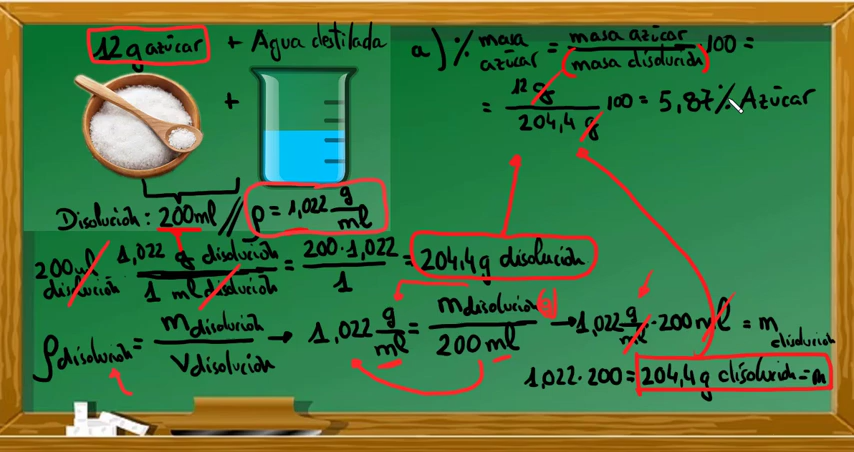 12 g azúcar + Agua destilada
+
Disolución: 200 ml // ρ = 1,022 g/ml
200 ml disolución · 1,022 g disolución / 1 ml disolución = 200·1,022 / 1 = 204,4 g disolución
ρ disolución = m disolución / V disolución → 1,022 g/ml = m disolución (g) / 200 ml → 1,022 g/ml · 200 ml = m disolución
1,022 · 200 = 204,4 g disolución = m
a) % masa azúcar = masa azúcar / masa disolución · 100 =
= 12 g / 204,4 g 100 = 5,87 % Azúcar